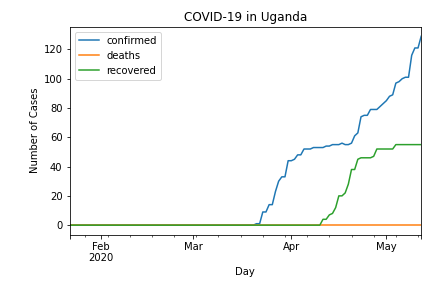 COVID-19 in Uganda
confirmed
deaths
recovered
Number of Cases
120
100
80
60
40
20
0
Feb
2020
Mar
Apr
May
Day